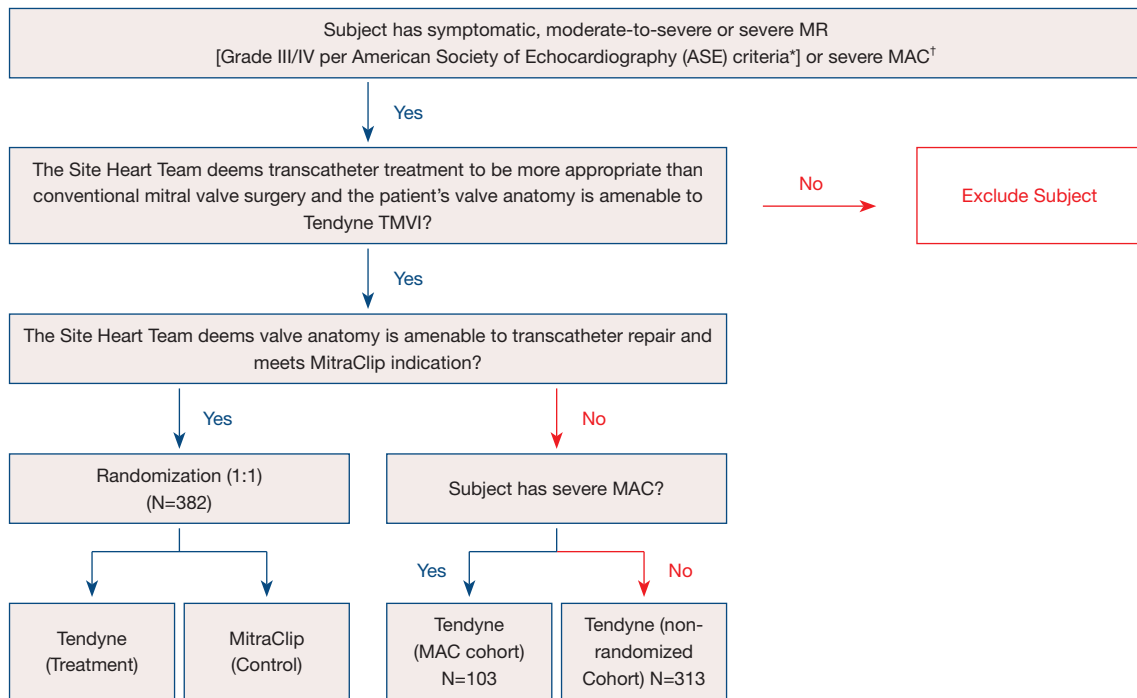 Subject has symptomatic, moderate-to-severe or severe MR
[Grade III/IV per American Society of Echocardiography (ASE) criteria*] or severe MAC†
Yes
The Site Heart Team deems transcatheter treatment to be more appropriate than
conventional mitral valve surgery and the patient's valve anatomy is amenable to
Tendyne TMVI?
No
Exclude Subject
Yes
The Site Heart Team deems valve anatomy is amenable to transcatheter repair and
meets MitraClip indication?
Yes
No
Randomization (1:1)
(N=382)
Subject has severe MAC?
Yes
No
Tendyne
(Treatment)
MitraClip
(Control)
Tendyne
(MAC cohort)
N=103
Tendyne (non-
randomized
Cohort) N=313